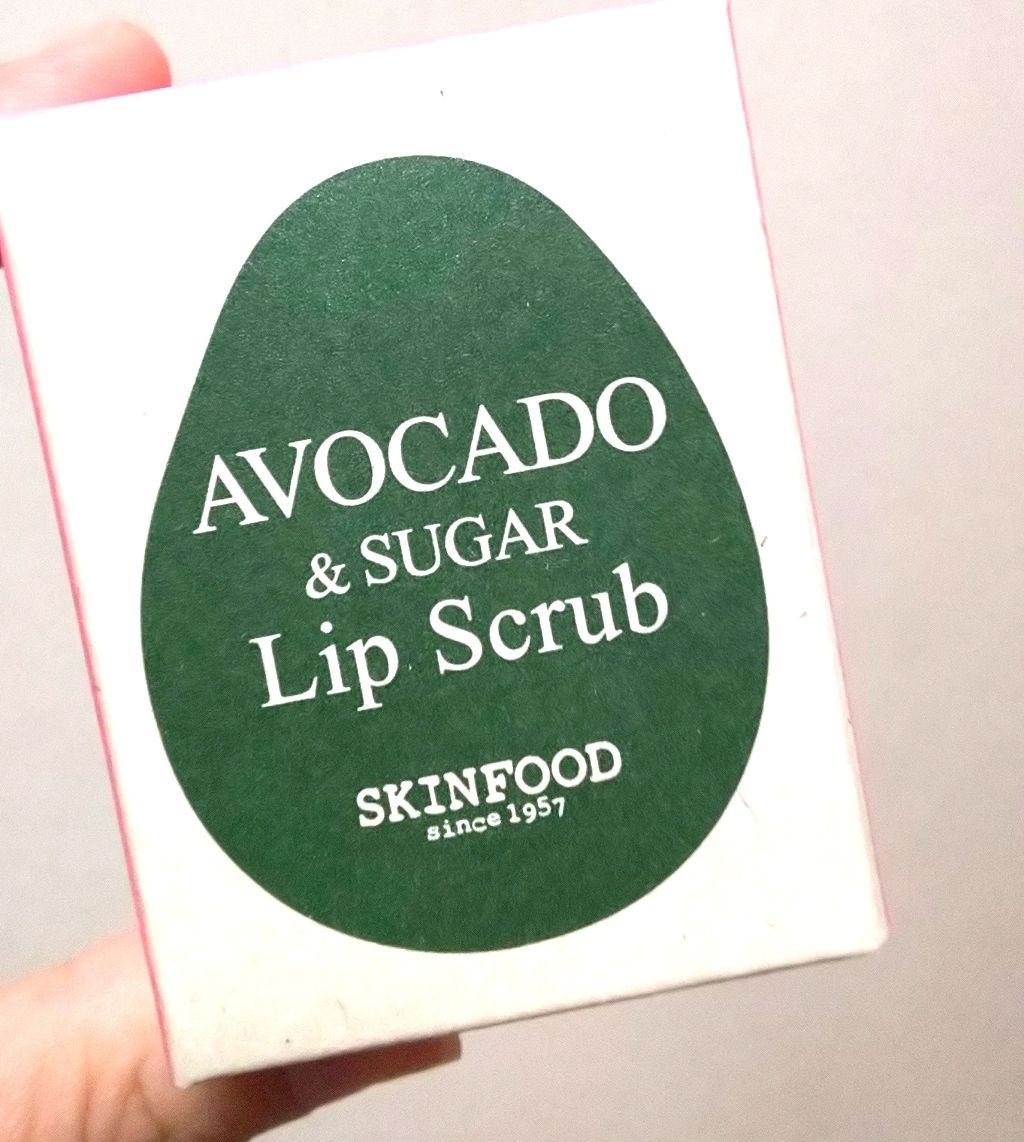 AVOCADO
& SUGAR
Lip Scrub
SKINFOOD
since 1957